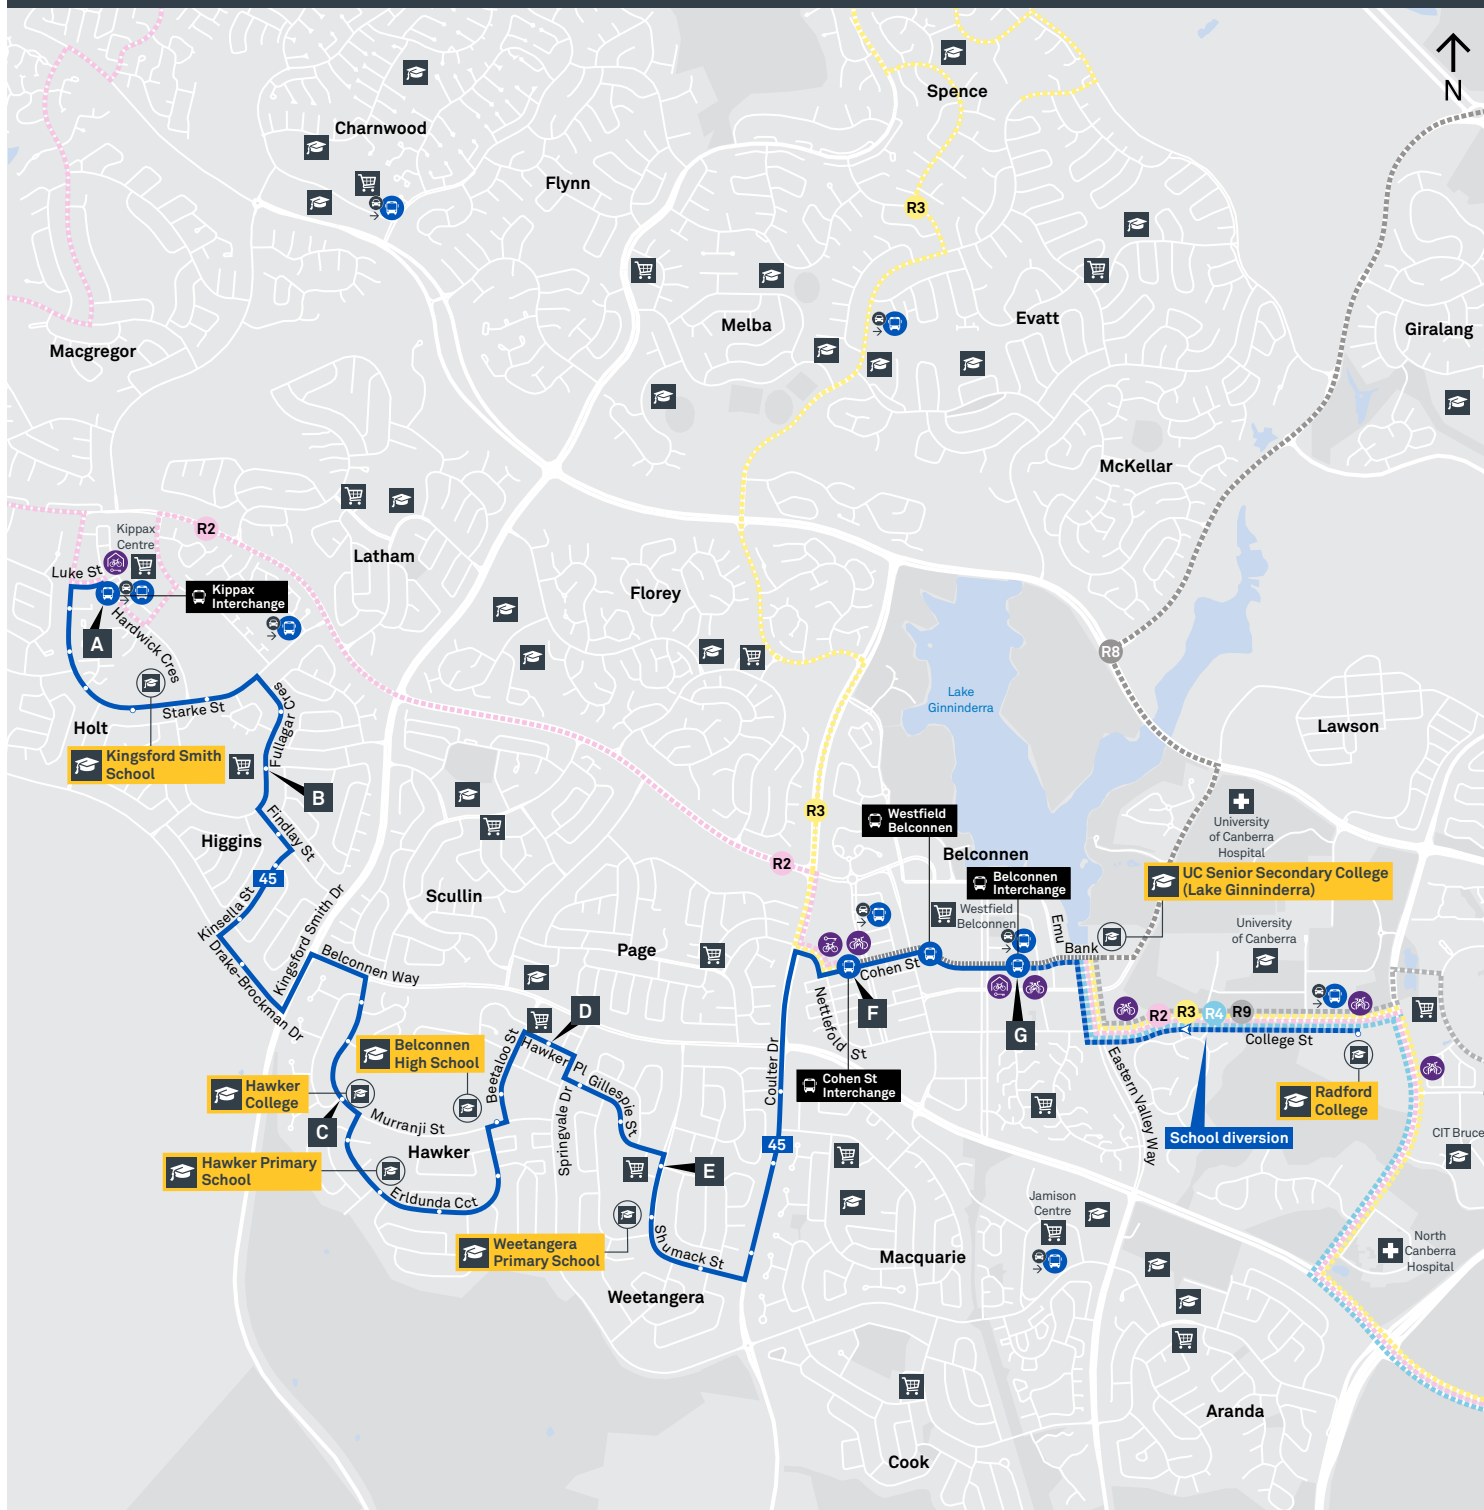 N
Spence
Charnwood
Flynn
R3
Melba
Evatt
Giralang
Macgregor
McKellar
R2
Kippax
Centre
Luke St
Latham
Kippax
Interchange
Florey
Hardwick Cres
A
R8
Lake
Ginninderra
Starke St
Holt
Fullagar Cres
Lawson
Kingsford Smith
School
B
Findlay St
Higgins
45
Kinsella St
Drake-Brockman Dr
Kingsford Smith Dr
Scullin
Belconnen Way
R3
R2
Westfield
Belconnen
Belconnen
Belconnen
Interchange
University
of Canberra
Hospital
UC Senior Secondary College
(Lake Ginninderra)
Westfield
Belconnen
Emu
Bank
University
of Canberra
Page
Cohen St
Nettlefold St
F
G
D
R2
R3
R4
R9
College St
Belconnen
High School
Beetaloo St
Hawker Pl
Gillespie St
Springvale Dr
Coulter Dr
Cohen St
Interchange
Eastern Valley Way
Radford
College
School diversion
CIT Bruce
Hawker
College
C
Murranji St
Hawker
Hawker Primary
School
Erldunda Cct
E
45
Weetangera
Primary School
Shumack St
Weetangera
Jamison
Centre
Macquarie
North
Canberra
Hospital
Aranda
Cook